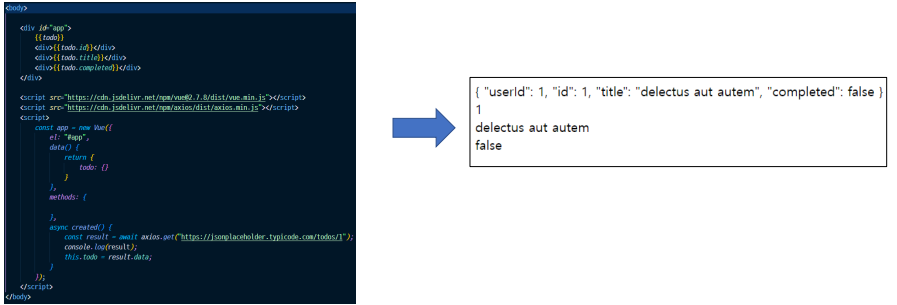 <body>
<div id="app">
{{todo}}
<div>{{todo.id}}</div>
<div>{{todo.title}}</div>
<div>{{todo.completed}}</div>
</div>
<script src="https://cdn.jsdelivr.net/npm/vue@2.7.8/dist/vue.min.js"></script>
<script src="https://cdn.jsdelivr.net/npm/axios/dist/axios.min.js"></script>
<script>
const app = new Vue({
el: "#app",
data() {
return {
todo: {}
}
},
methods: {
},
async created() {
const result = await axios.get("https://jsonplaceholder.typicode.com/todos/1");
console.log(result);
this.todo = result.data;
}
});
</script>
</body>
{ "userId": 1, "id": 1, "title": "delectus aut autem", "completed": false }
1
delectus aut autem
false